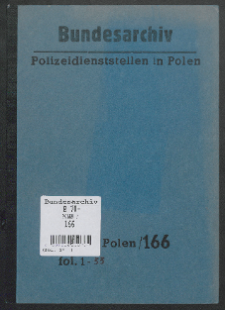 Bundesarchiv
Polizeidienststellen in Polen
Bundesarchiv
R 70-
POLEN /
166
Polen/166
fol. 1-55